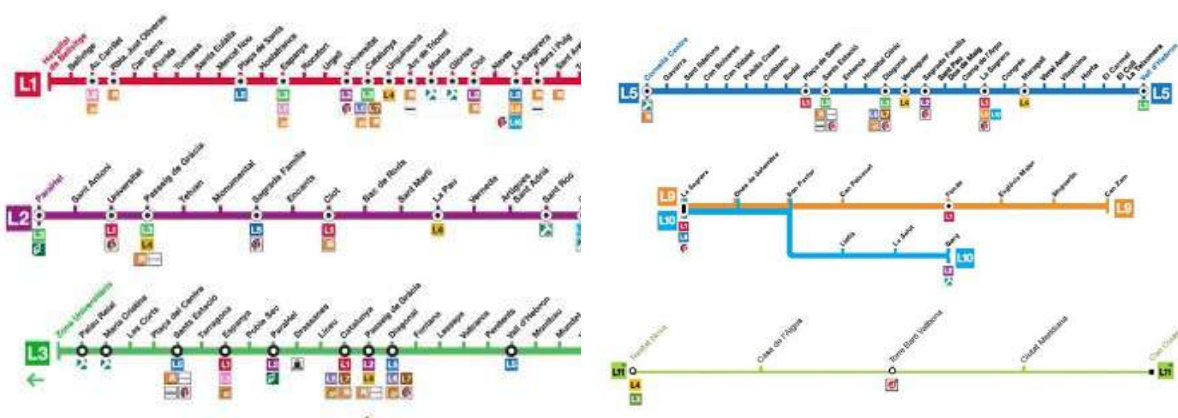 L1
Hospital de Bellvitge
Bellvitge
Av. Carrilet
Rbla. Just Oliveras
Can Serra
Florida
Torrassa
Santa Eulàlia
Mercat Nou
Plaça de Sants
Hostafrancs
Espanya
Rocafort
Urgell
Universitat
Catalunya
Urquinaona
Arc de Triomf
Marina
Glòries
Clot
Navas
La Sagrera
Fabra i Puig
L2
Paral·lel
Sant Antoni
Universitat
Passeig de Gràcia
Tetuan
Monumental
Sagrada Família
Encants
Clot
Bac de Roda
Sant Martí
La Pau
Verneda
Artigues
Sant Adrià
Sant Roc
L3
Zona Universitària
Palau Reial
Maria Cristina
Les Corts
Plaça del Centre
Sants Estació
Tarragona
Espanya
Poble Sec
Paral·lel
Drassanes
Liceu
Catalunya
Passeig de Gràcia
Diagonal
Fontana
Lesseps
Vallcarca
Penitents
Vall d'Hebron
Montbau
Mundet
L5
Cornellà Centre
Gavarra
Sant Ildefons
Can Boixeres
Can Vidalet
Pubilla Cases
Collblanc
Badal
Plaça de Sants
Sants Estació
Entença
Hospital Clínic
Diagonal
Verdaguer
Sagrada Família
Sant Pau
Dos de Maig
Camp de l'Arpa
La Sagrera
Congrés
Maragall
Virrei Amat
Vilapicina
Horta
El Carmel
El Coll
La Teixonera
Vall d'Hebron
L5
L9
L10
La Sagrera
Onze de Setembre
Bon Pastor
Can Peixauet
Fondo
Església Major
Singuerlín
Can Zam
L9
Llefià
La Salut
Gorg
L10
L11
Trinitat Nova
Casa de l'Aigua
Torre Baró Vallbona
Ciutat Meridiana
L11